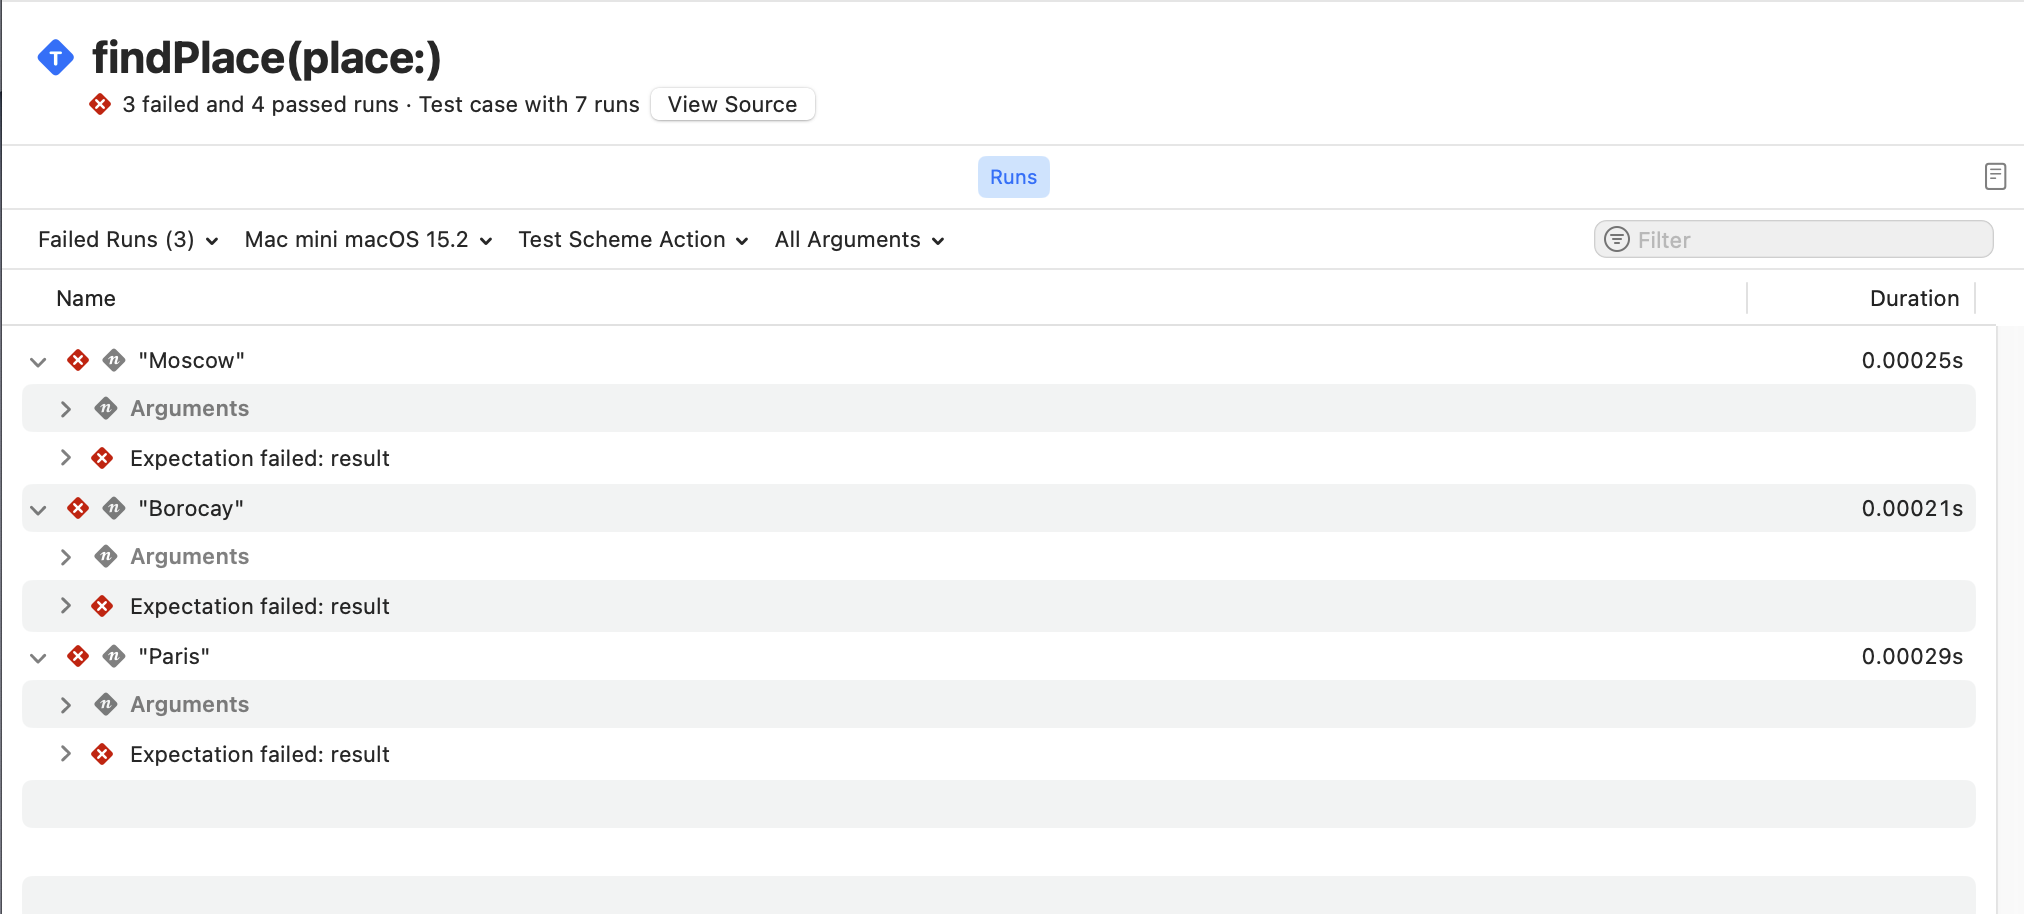 T findPlace(place:)
3 failed and 4 passed runs · Test case with 7 runs View Source
Runs
Failed Runs (3) Mac mini macOS 15.2 Test Scheme Action All Arguments Filter
Name Duration
n "Moscow" 0.00025s
n Arguments
Expectation failed: result
n "Borocay" 0.00021s
n Arguments
Expectation failed: result
n "Paris" 0.00029s
n Arguments
Expectation failed: result